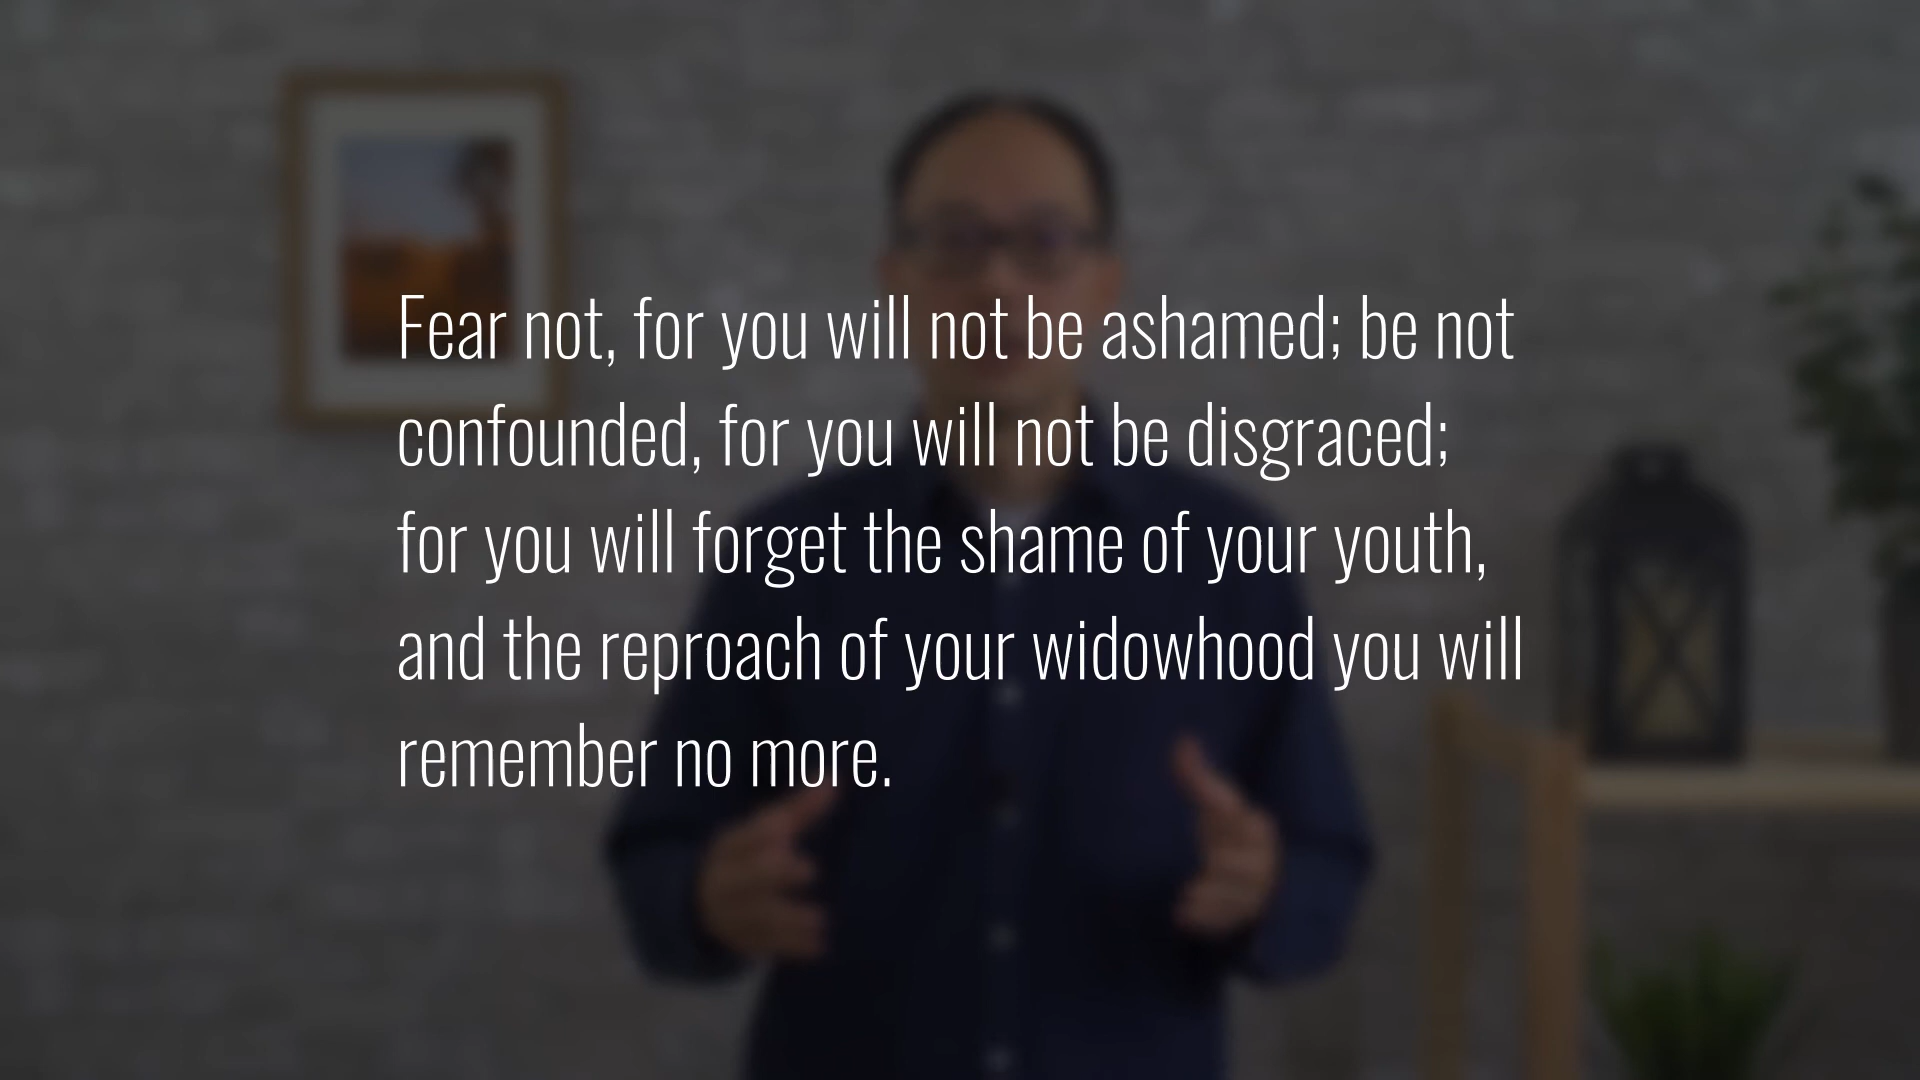 Fear not, for you will not be ashamed; be not
confounded, for you will not be disgraced;
for you will forget the shame of your youth,
and the reproach of your widowhood you will
remember no more.